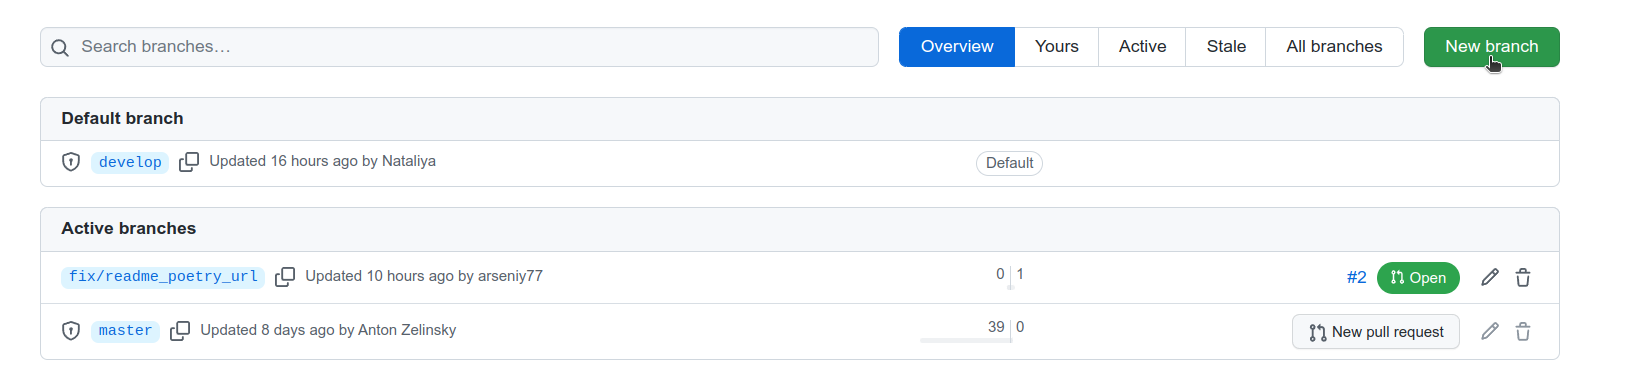 Search branches… Overview Yours Active Stale All branches New branch
Default branch
develop Updated 16 hours ago by Nataliya Default
Active branches
fix/readme_poetry_url Updated 10 hours ago by arseniy77 0 1 #2 Open
master Updated 8 days ago by Anton Zelinsky 39 0 New pull request